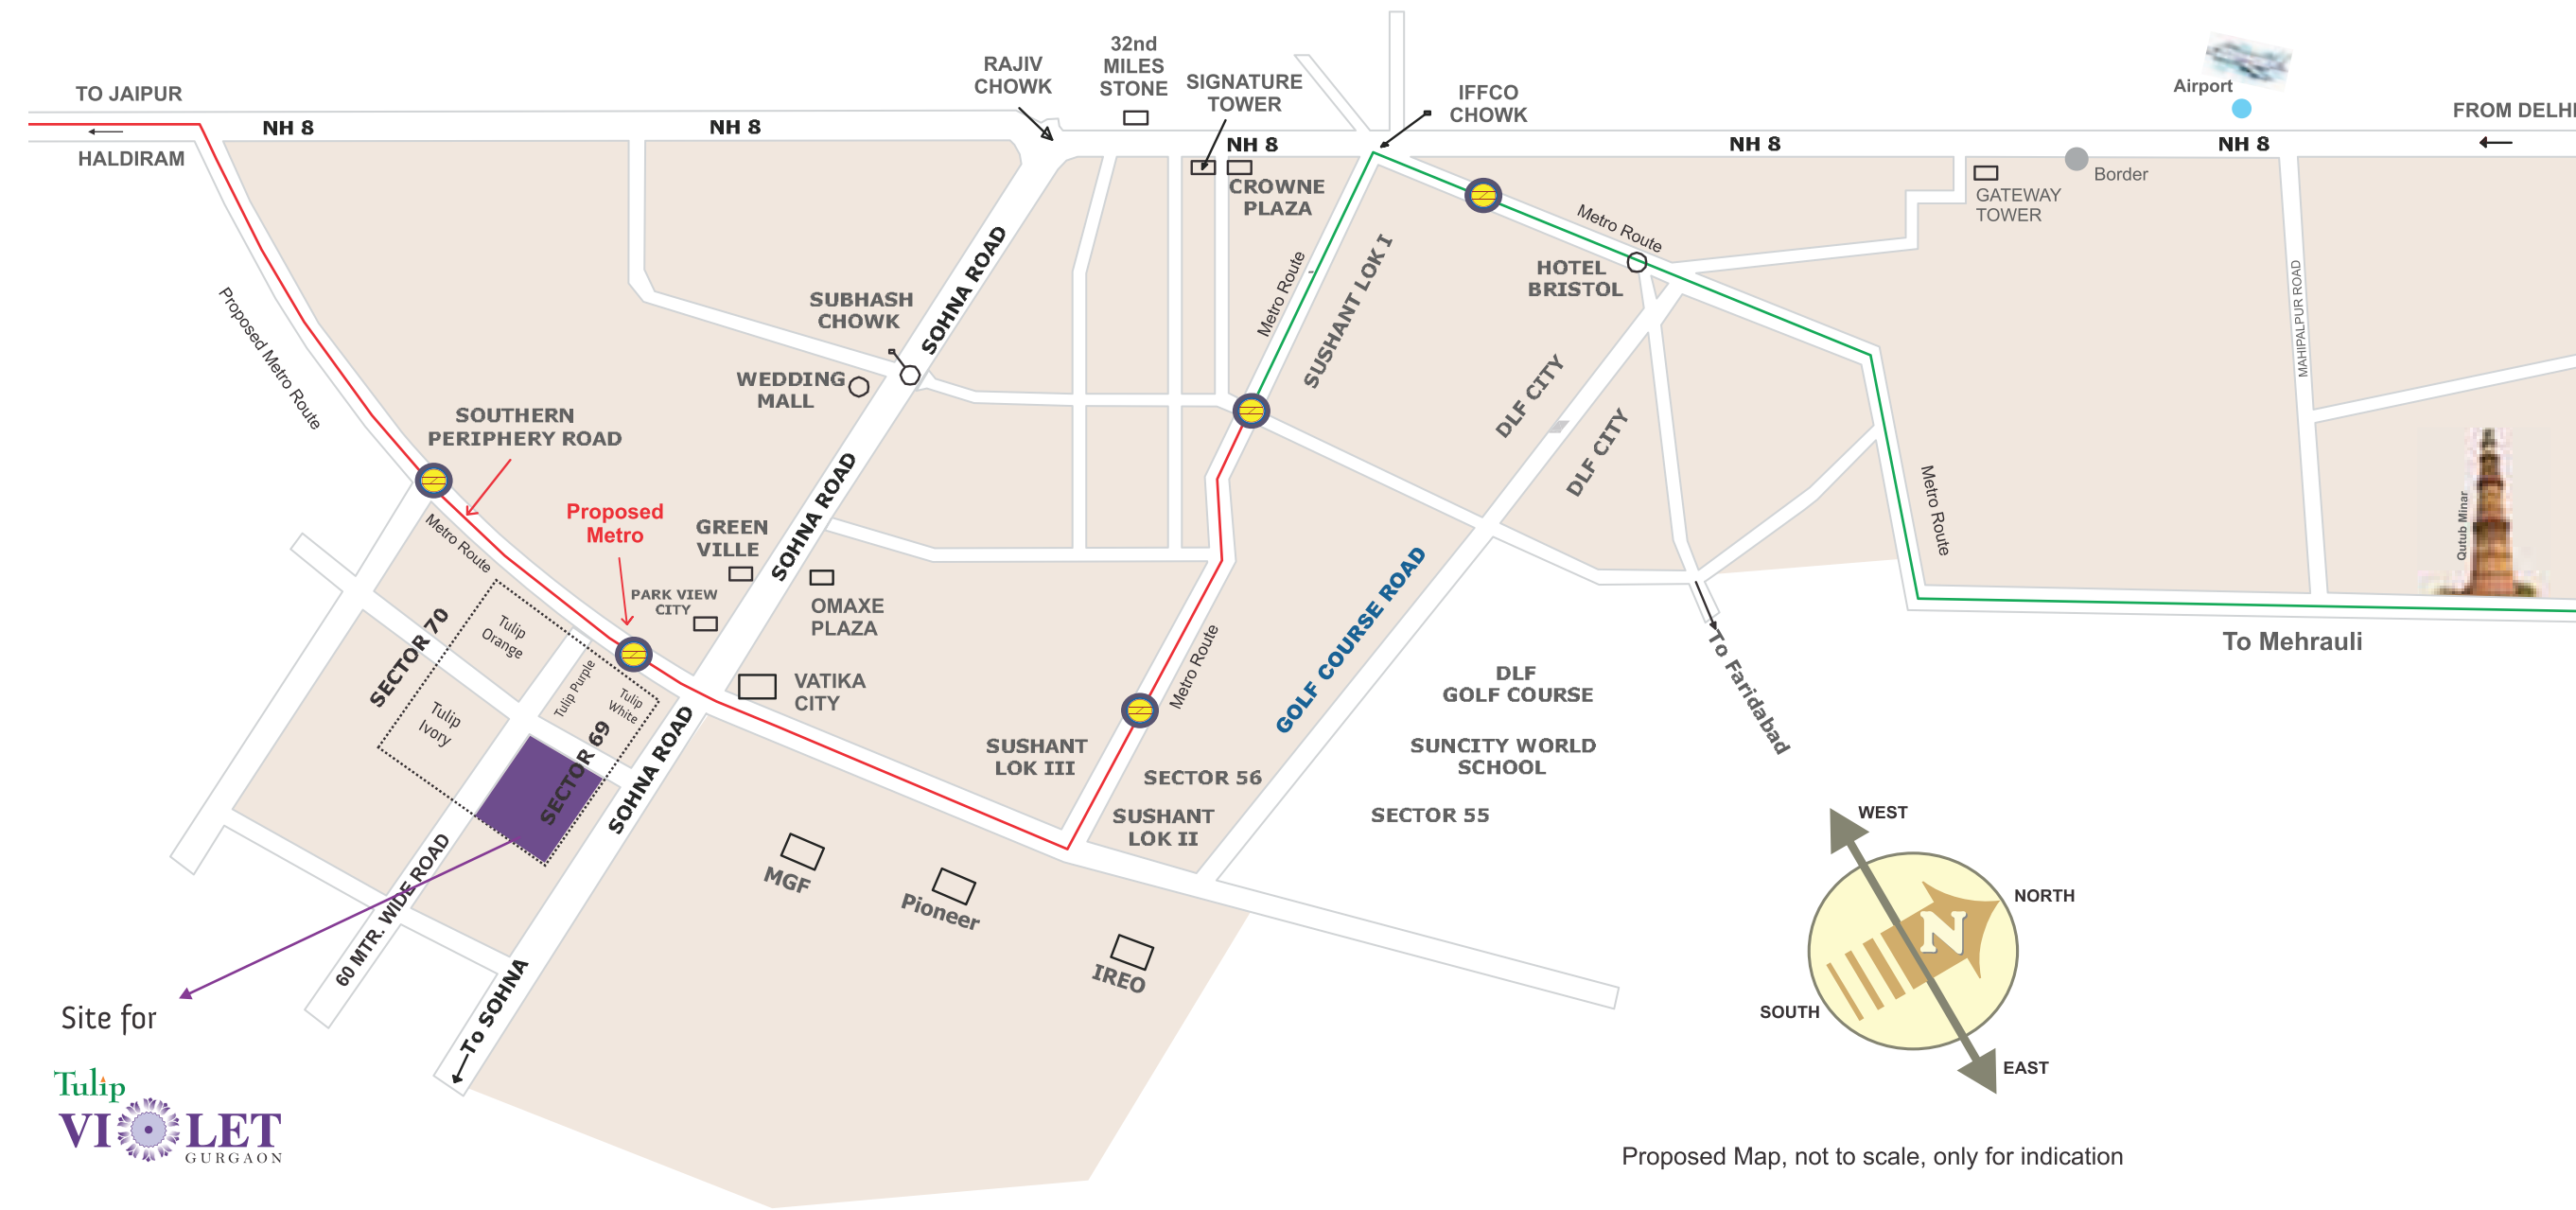 32nd
MILES
STONE
RAJIV
CHOWK
SIGNATURE
TOWER
IFFCO
CHOWK
Airport
TO JAIPUR
FROM DELHI
NH 8
NH 8
NH 8
NH 8
NH 8
HALDIRAM
CROWNE
PLAZA
Border
GATEWAY
TOWER
Metro Route
SOHNA ROAD
Metro Route
SUSHANT LOK I
HOTEL
BRISTOL
MAHIPALPUR ROAD
SUBHASH
CHOWK
Proposed Metro Route
WEDDING
MALL
DLF CITY
DLF CITY
SOUTHERN
PERIPHERY ROAD
Qutub Minar
Metro Route
SOHNA ROAD
Proposed
Metro
GREEN
VILLE
Metro Route
PARK VIEW
CITY
OMAXE
PLAZA
GOLF COURSE ROAD
To Mehrauli
To Faridabad
SECTOR 70
Tulip
Orange
Tulip Purple
Tulip
White
Tulip
Ivory
VATIKA
CITY
Metro Route
DLF
GOLF COURSE
SECTOR 69
SOHNA ROAD
SUSHANT
LOK III
SECTOR 56
SUNCITY WORLD
SCHOOL
SUSHANT
LOK II
SECTOR 55
60 MTR. WIDE ROAD
MGF
Pioneer
IREO
To SOHNA
WEST
NORTH
N
SOUTH
EAST
Site for
Tulip
VIOLET
GURGAON
Proposed Map, not to scale, only for indication